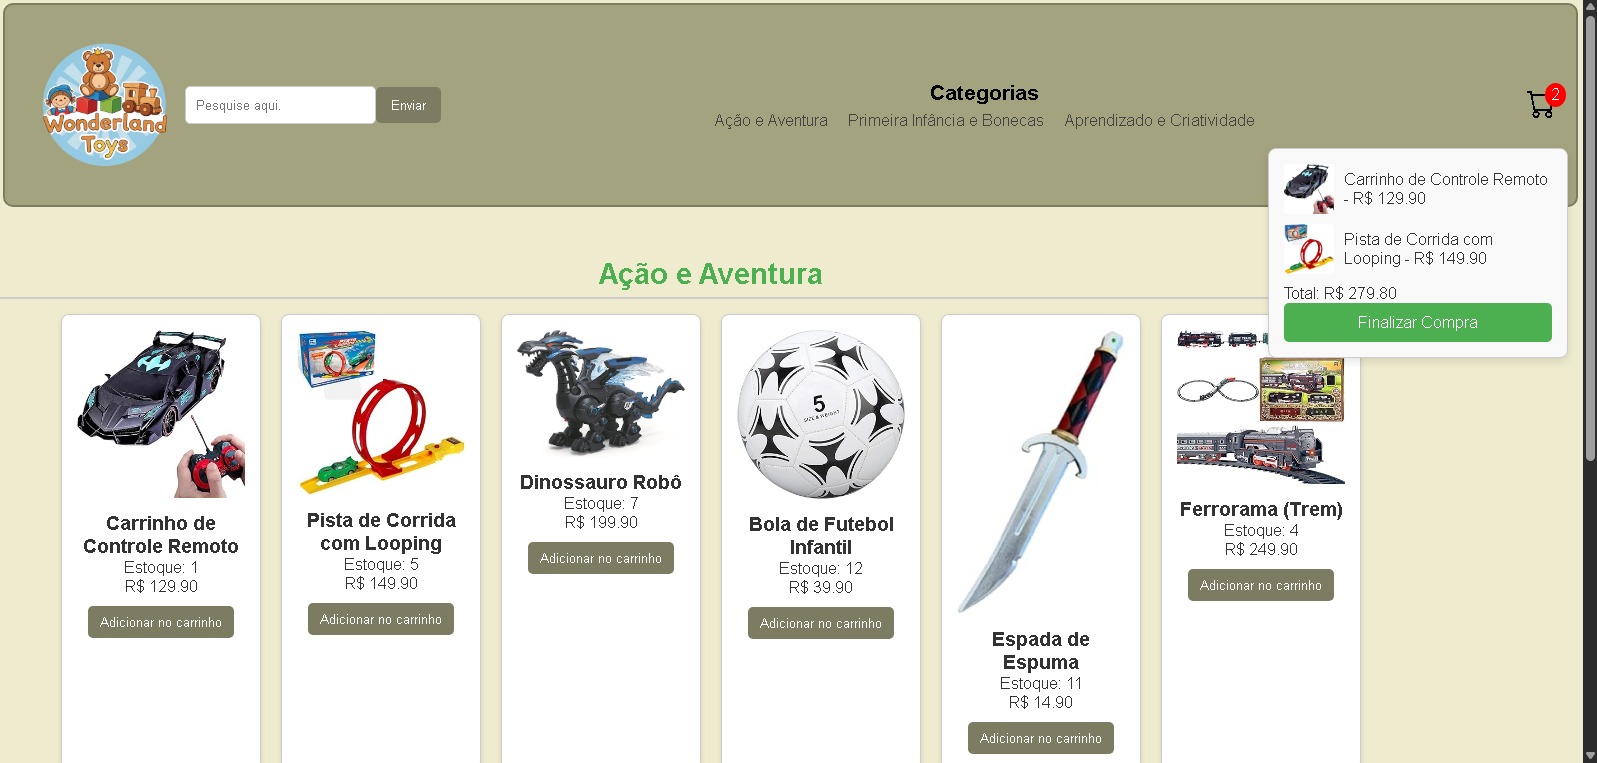 Wonderland
Toys
Pesquise aqui.
Enviar
Categorias
Ação e Aventura
Primeira Infância e Bonecas
Aprendizado e Criatividade
2
Carrinho de Controle Remoto
- R$ 129.90
Pista de Corrida com
Looping - R$ 149.90
Total: R$ 279.80
Finalizar Compra
Ação e Aventura
Carrinho de
Controle Remoto
Estoque: 1
R$ 129.90
Adicionar no carrinho
Pista de Corrida
com Looping
Estoque: 5
R$ 149.90
Adicionar no carrinho
Dinossauro Robô
Estoque: 7
R$ 199.90
Adicionar no carrinho
5
SIZE & WEIGHT
Bola de Futebol
Infantil
Estoque: 12
R$ 39.90
Adicionar no carrinho
Espada de
Espuma
Estoque: 11
R$ 14.90
Adicionar no carrinho
Ferrorama (Trem)
Estoque: 4
R$ 249.90
Adicionar no carrinho